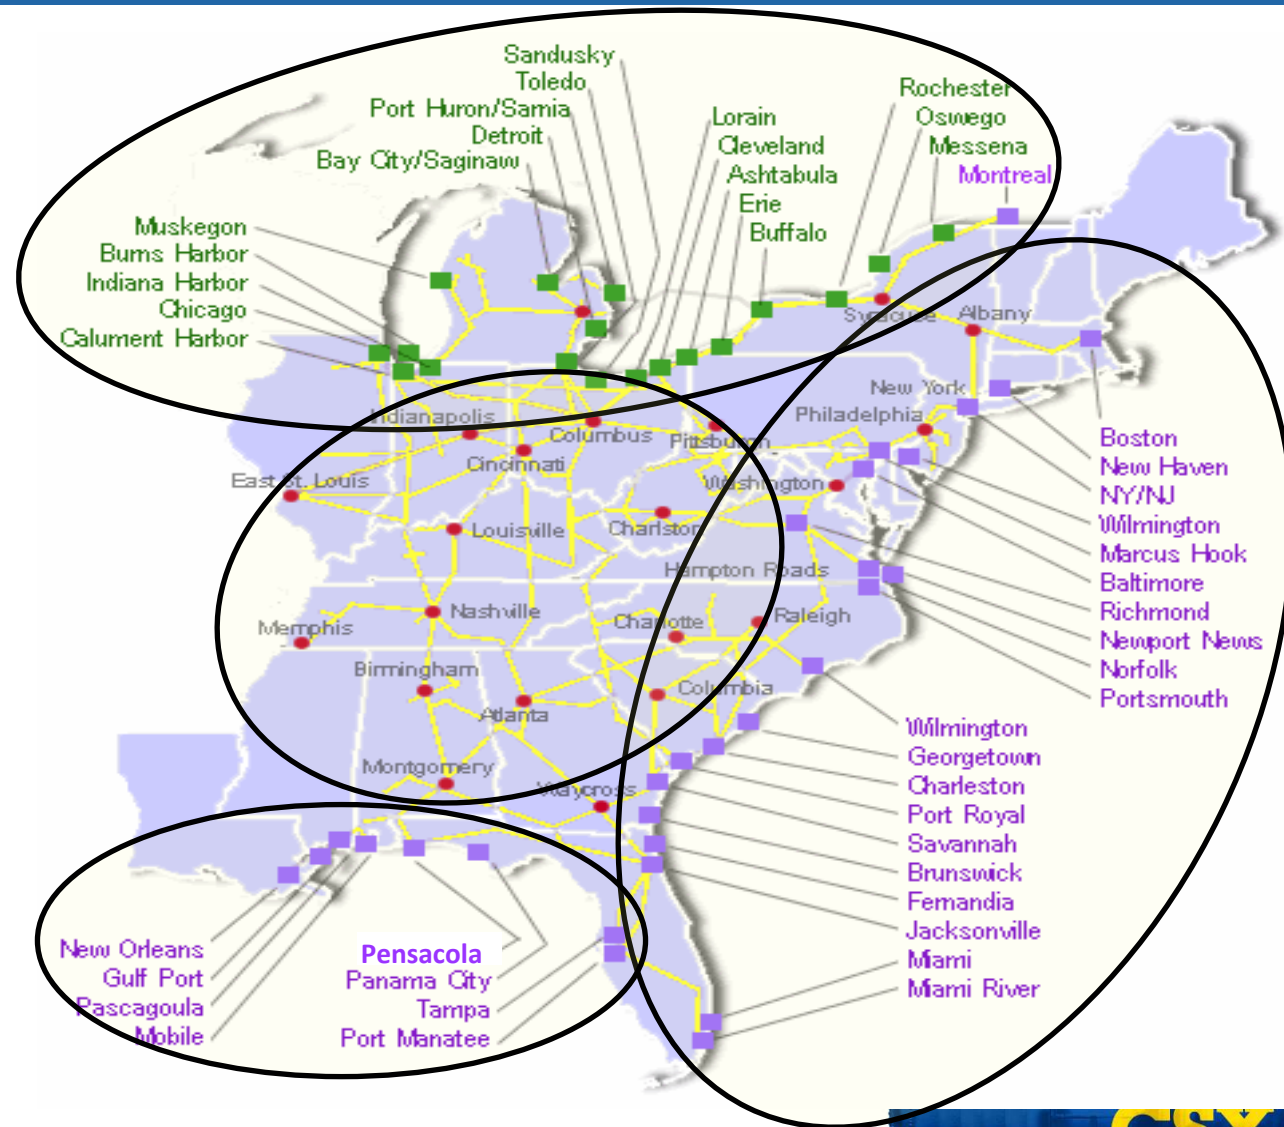 Sandusky
Toledo
Port Huron/Sarnia
Detroit
Bay City/Saginaw
Rochester
Oswego
Messena
Montreal
Lorain
Cleveland
Ashtabula
Erie
Buffalo
Muskegon
Burns Harbor
Indiana Harbor
Chicago
Calument Harbor
Syracuse
Albany
New York
Philadelphia
Indianapolis
Columbus
Pittsburgh
Cincinnati
East St. Louis
Washington
Louisville
Charlston
Hampton Roads
Nashville
Memphis
Charlotte
Raleigh
Birmingham
Columbia
Atlanta
Montgomery
Waycross
Boston
New Haven
NY/NJ
Wilmington
Marcus Hook
Baltimore
Richmond
Newport News
Norfolk
Portsmouth
Wilmington
Georgetown
Charleston
Port Royal
Savannah
Brunswick
Fernandia
Jacksonville
Miami
Miami River
New Orleans
Gulf Port
Pascagoula
Mobile
Pensacola
Panama City
Tampa
Port Manatee
CSX